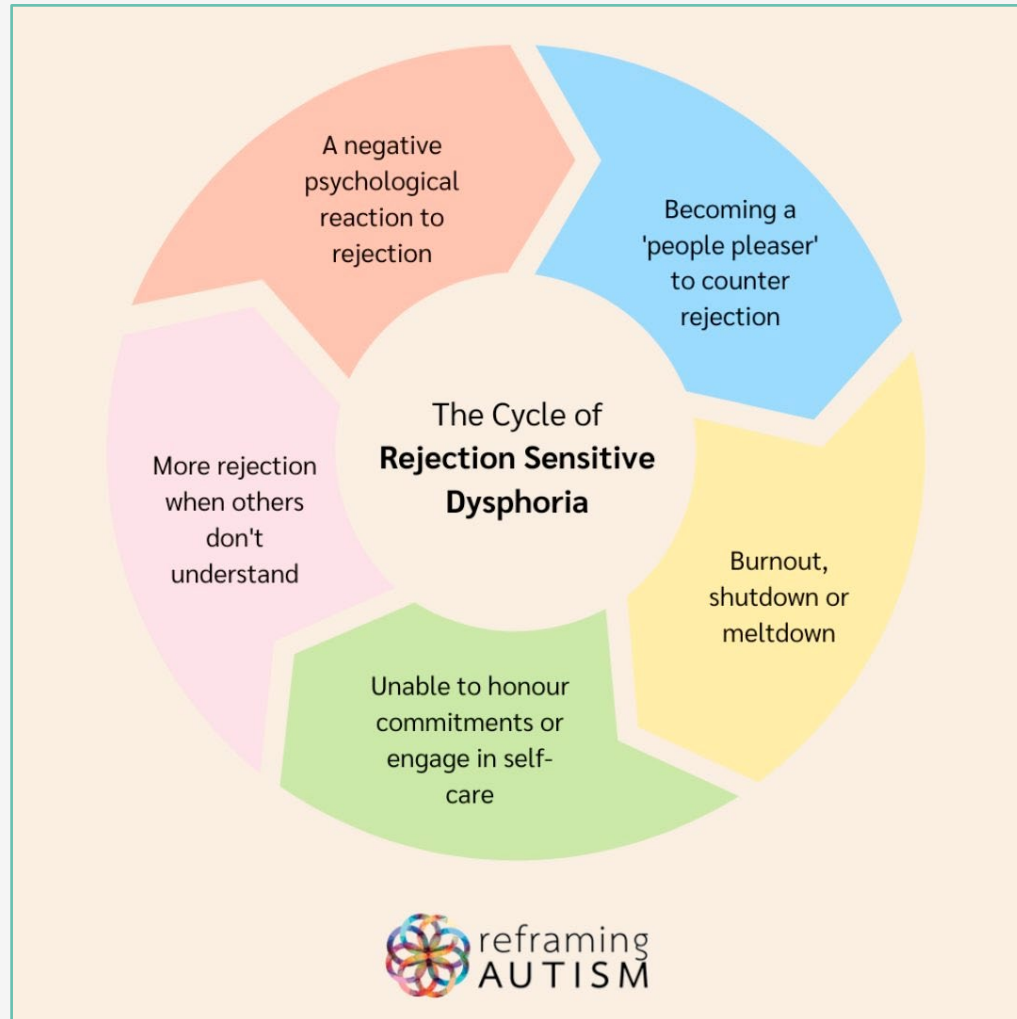 The Cycle of
Rejection Sensitive
Dysphoria
A negative
psychological
reaction to
rejection
Becoming a
'people pleaser'
to counter
rejection
Burnout,
shutdown or
meltdown
Unable to honour
commitments or
engage in self-
care
More rejection
when others
don't
understand
reframing
AUTISM